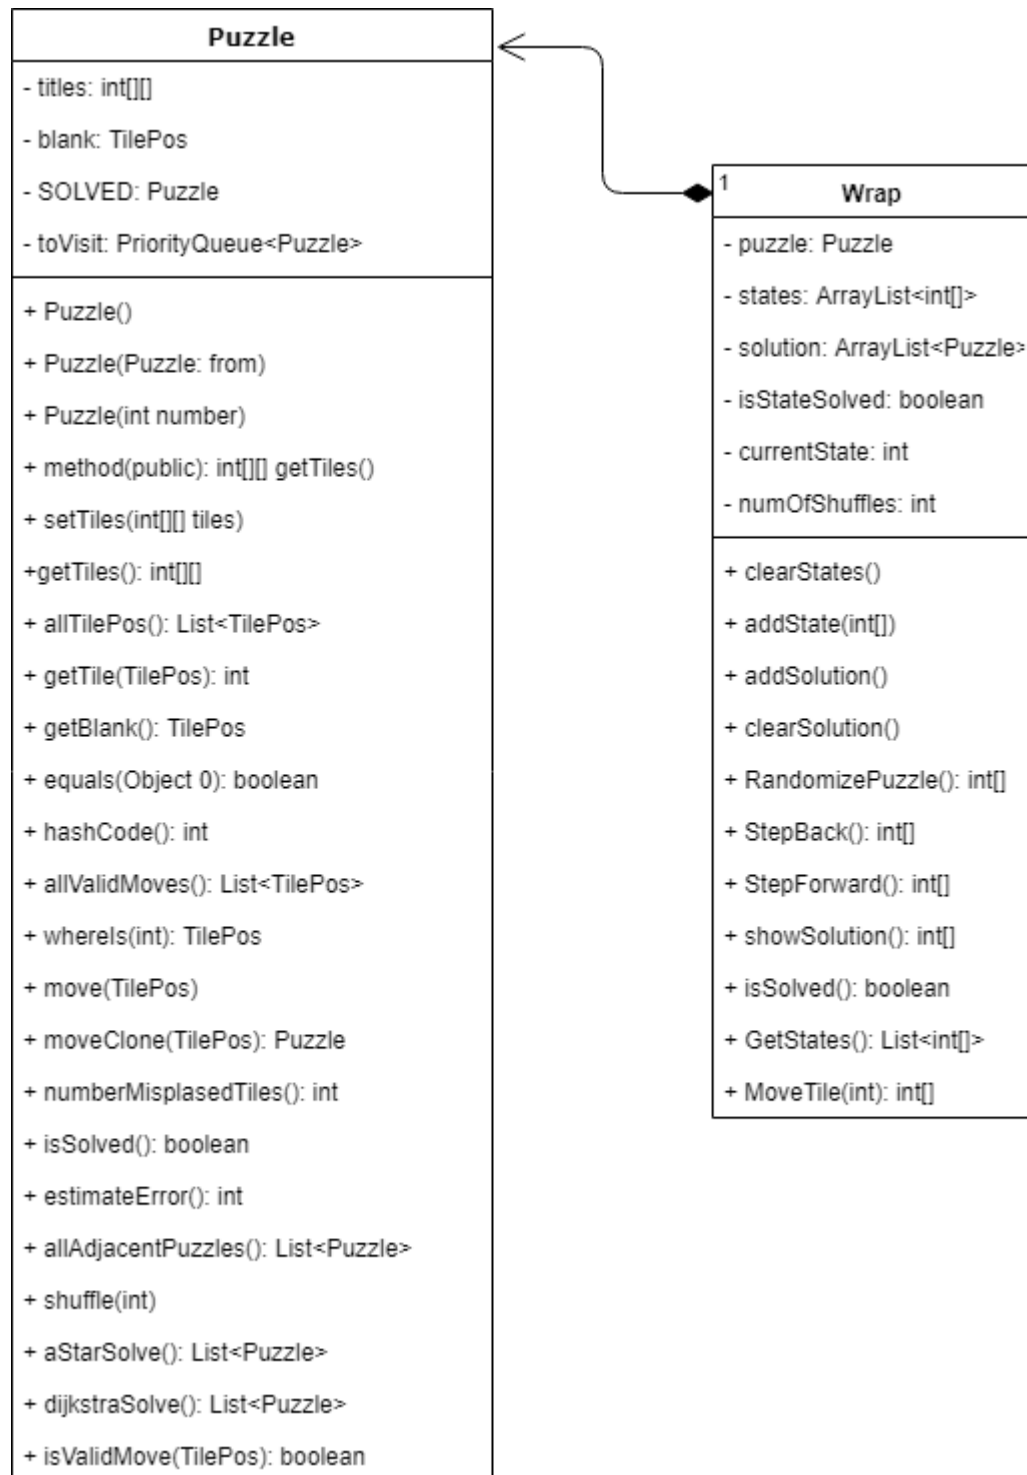 Puzzle
- titles: int[][]
- blank: TilePos
- SOLVED: Puzzle
- toVisit: PriorityQueue<Puzzle>
+ Puzzle()
+ Puzzle(Puzzle: from)
+ Puzzle(int number)
+ method(public): int[][] getTiles()
+ setTiles(int[][] tiles)
+getTiles(): int[][]
+ allTilePos(): List<TilePos>
+ getTile(TilePos): int
+ getBlank(): TilePos
+ equals(Object 0): boolean
+ hashCode(): int
+ allValidMoves(): List<TilePos>
+ whereIs(int): TilePos
+ move(TilePos)
+ moveClone(TilePos): Puzzle
+ numberMisplasedTiles(): int
+ isSolved(): boolean
+ estimateError(): int
+ allAdjacentPuzzles(): List<Puzzle>
+ shuffle(int)
+ aStarSolve(): List<Puzzle>
+ dijkstraSolve(): List<Puzzle>
+ isValidMove(TilePos): boolean
1
Wrap
- puzzle: Puzzle
- states: ArrayList<int[]>
- solution: ArrayList<Puzzle>
- isStateSolved: boolean
- currentState: int
- numOfShuffles: int
+ clearStates()
+ addState(int[])
+ addSolution()
+ clearSolution()
+ RandomizePuzzle(): int[]
+ StepBack(): int[]
+ StepForward(): int[]
+ showSolution(): int[]
+ isSolved(): boolean
+ GetStates(): List<int[]>
+ MoveTile(int): int[]